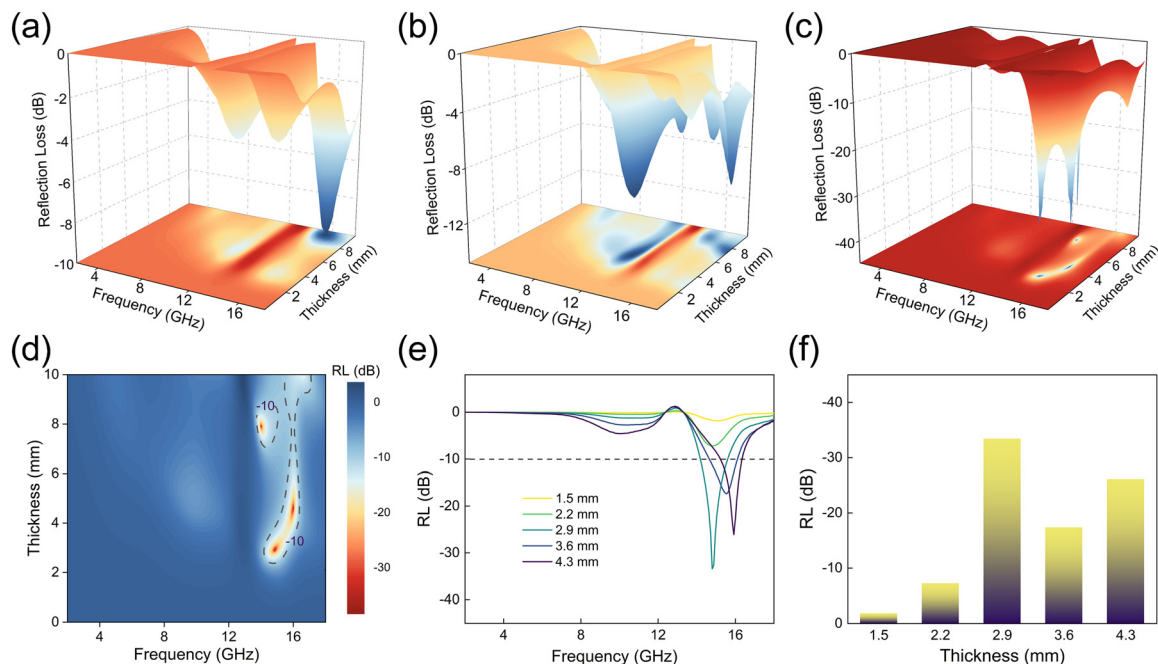 (a)
0
-2
-4
-6
-8
-10
Reflection Loss (dB)
4
8
12
16
Frequency (GHz)
2
4
6
8
Thickness (mm)
(b)
0
-4
-8
-12
Reflection Loss (dB)
4
8
12
16
Frequency (GHz)
2
4
6
8
Thickness (mm)
(c)
0
-10
-20
-30
-40
Reflection Loss (dB)
4
8
12
16
Frequency (GHz)
2
4
6
8
Thickness (mm)
(d)
10
8
6
4
2
0
Thickness (mm)
4
8
12
16
Frequency (GHz)
-10
-10
RL (dB)
0
-10
-20
-30
(e)
0
-10
-20
-30
-40
RL (dB)
1.5 mm
2.2 mm
2.9 mm
3.6 mm
4.3 mm
4
8
12
16
Frequency (GHz)
(f)
-40
-30
-20
-10
0
RL (dB)
1.5
2.2
2.9
3.6
4.3
Thickness (mm)